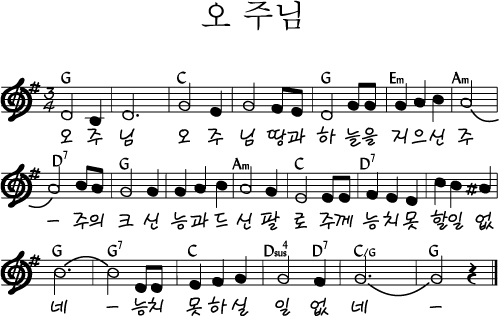 오 주님
G C G Em Am
3
4
오 주 님 오 주 님 땅과 하 늘을 지으신 주
D7 G Am C D7
- 주의 크 신 능과드 신 팔 로 주께 능치못 할일 없
G G7 C Dsus4 D7 C/G G
네 - 능치 못하실 일 없 네 -